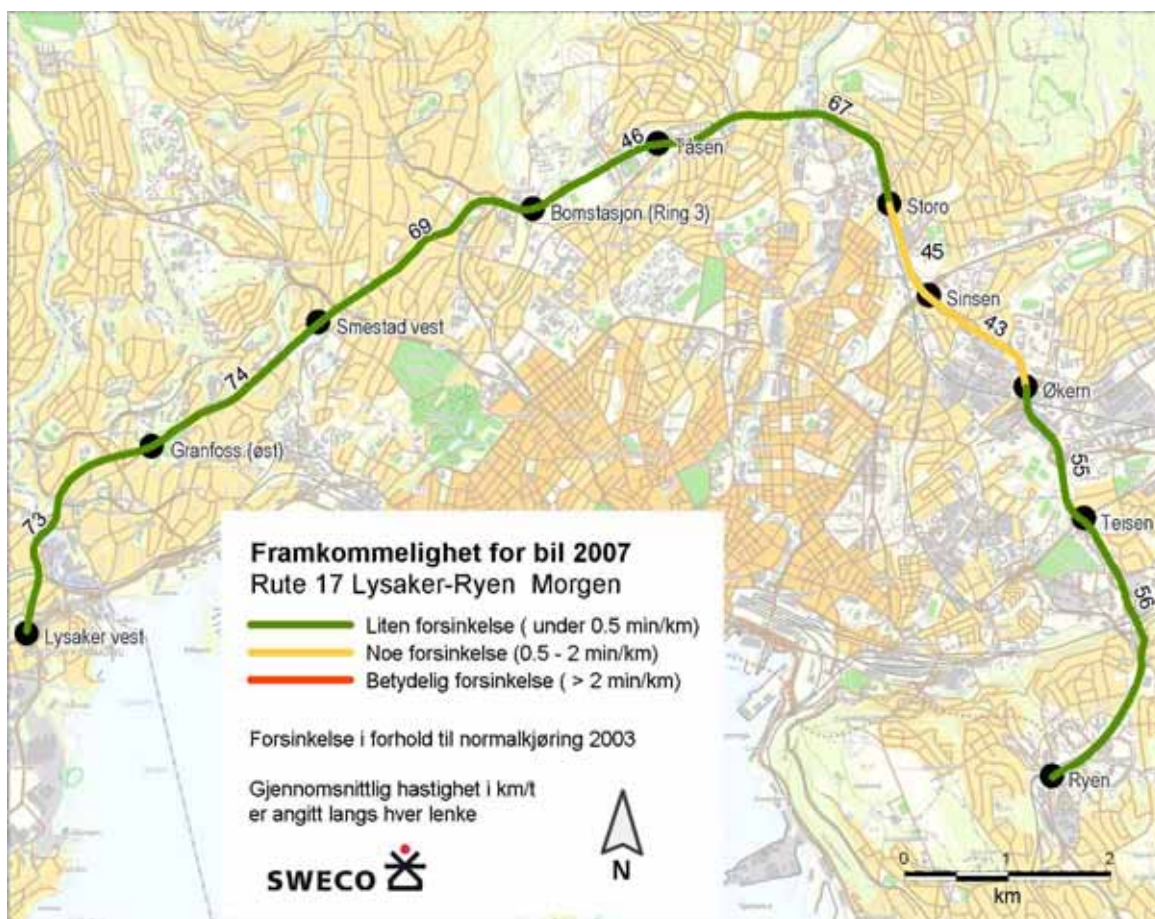 67
46
Tåsen
Storo
Bomstasjon (Ring 3)
69
45
Sinsen
43
Smestad vest
74
Økern
Granfoss (øst)
55
73
Teisen
Framkommelighet for bil 2007
Rute 17 Lysaker-Ryen Morgen
56
Liten forsinkelse ( under 0.5 min/km)
Lysaker vest
Noe forsinkelse (0.5 - 2 min/km)
Betydelig forsinkelse ( > 2 min/km)
Forsinkelse i forhold til normalkjøring 2003
Ryen
Gjennomsnittlig hastighet i km/t
er angitt langs hver lenke
SWECO
N
0 1 2
km